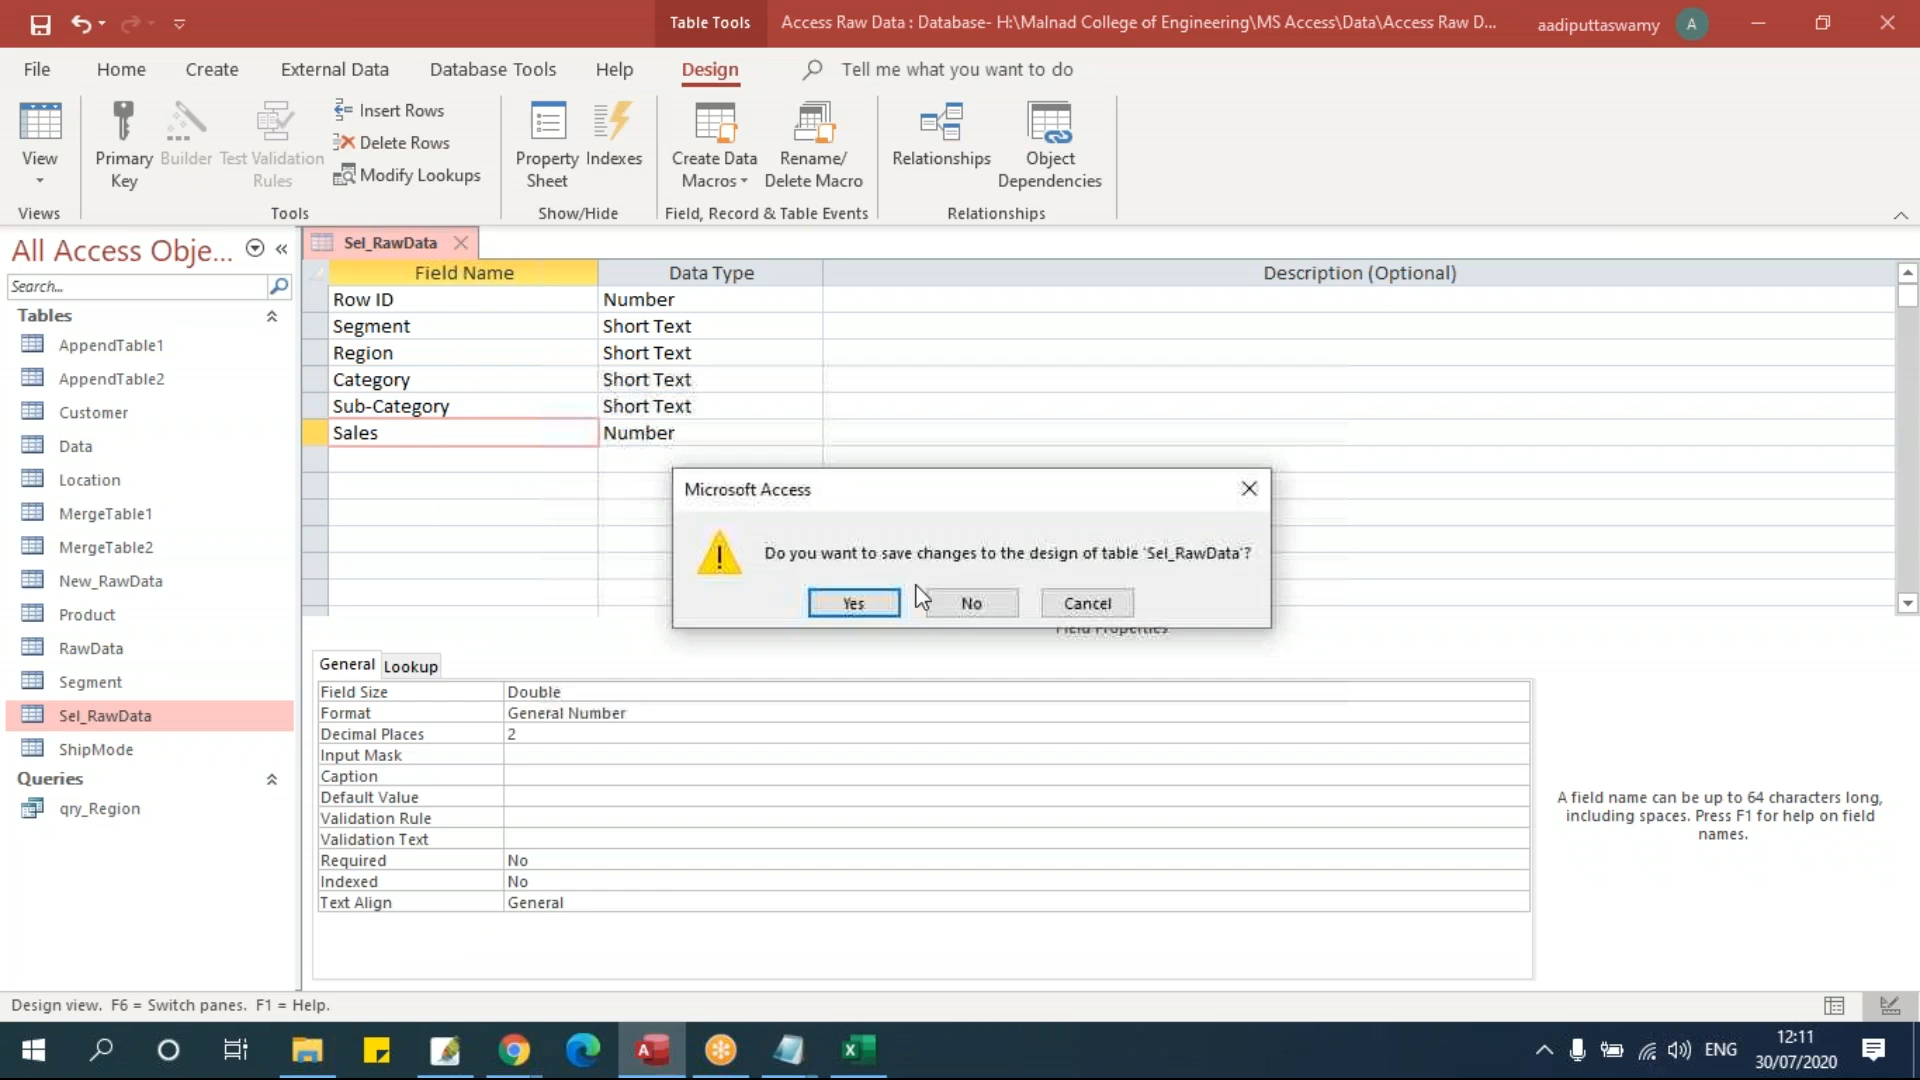 Table Tools
Access Raw Data : Database- H:\Malnad College of Engineering\MS Access\Data\Access Raw D...
aadiputtaswamy
A
File
Home
Create
External Data
Database Tools
Help
Design
Tell me what you want to do
View
Primary Key
Builder
Test Validation Rules
Insert Rows
Delete Rows
Modify Lookups
Property Sheet
Indexes
Create Data Macros
Rename/ Delete Macro
Relationships
Object Dependencies
Views
Tools
Show/Hide
Field, Record & Table Events
Relationships
All Access Obje...
Search...
Tables
AppendTable1
AppendTable2
Customer
Data
Location
MergeTable1
MergeTable2
New_RawData
Product
RawData
Segment
Sel_RawData
ShipMode
Queries
qry_Region
Sel_RawData
Field Name
Data Type
Description (Optional)
Row ID
Number
Segment
Short Text
Region
Short Text
Category
Short Text
Sub-Category
Short Text
Sales
Number
Microsoft Access
Do you want to save changes to the design of table 'Sel_RawData'?
Yes
No
Cancel
Field Properties
General
Lookup
Field Size
Double
Format
General Number
Decimal Places
2
Input Mask
Caption
Default Value
Validation Rule
Validation Text
Required
No
Indexed
No
Text Align
General
A field name can be up to 64 characters long,
including spaces. Press F1 for help on field
names.
Design view. F6 = Switch panes. F1 = Help.
ENG
12:11
30/07/2020